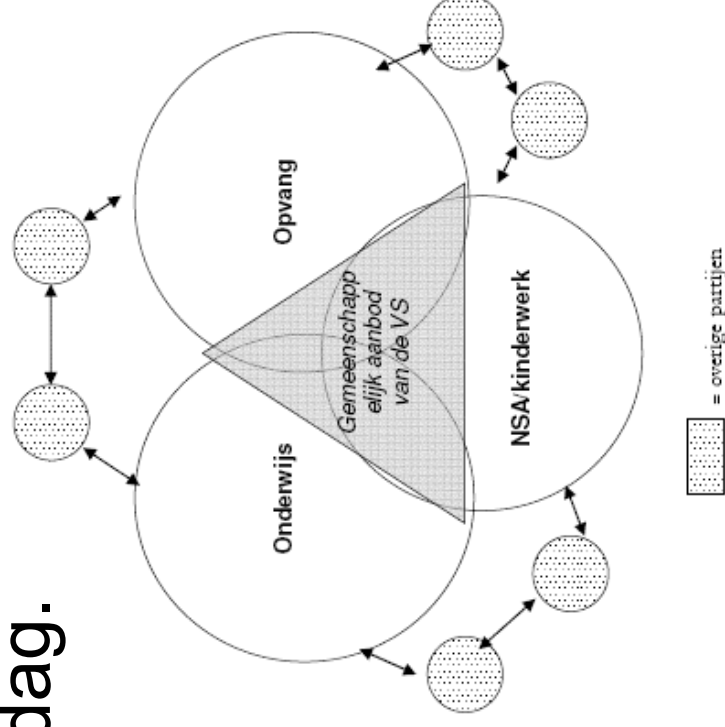 dag.
Onderwijs
Opvang
Gemeenschapp
elijk aanbod
van de VS
NSA/kinderwerk
= overige partijen